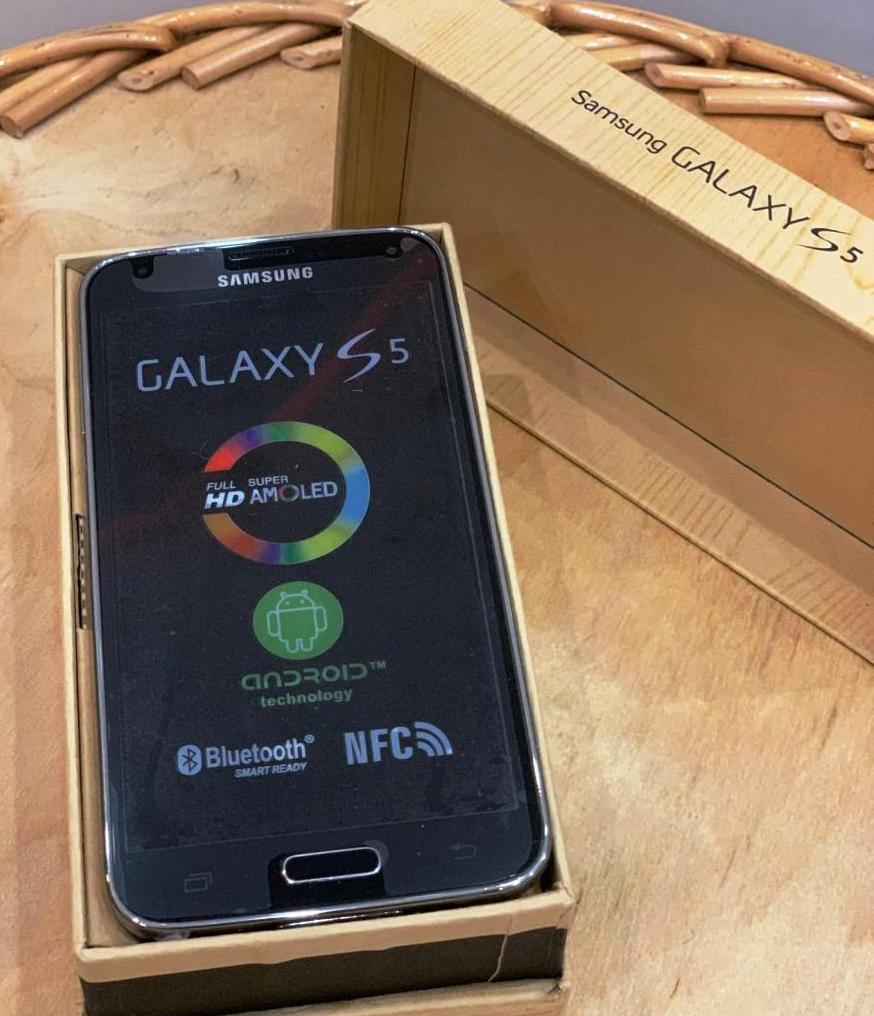 Samsung GALAXY S5
SAMSUNG
GALAXY S5
FULL SUPER
HD AMOLED
ANDROID™
technology
Bluetooth® NFC
SMART READY